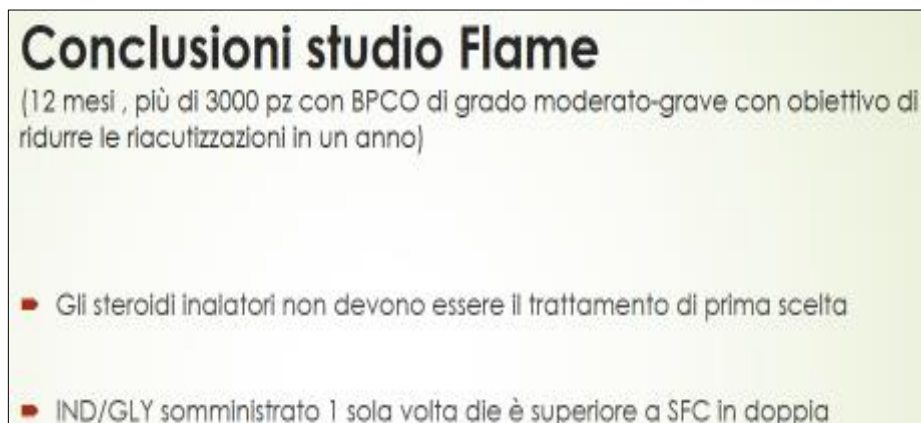 Conclusioni studio Flame
(12 mesi , più di 3000 pz con BPCO di grado moderato-grave con obiettivo di
ridurre le riacutizzazioni in un anno)
Gli steroidi inalatori non devono essere il trattamento di prima scelta
IND/GLY somministrato 1 sola volta die è superiore a SFC in doppia